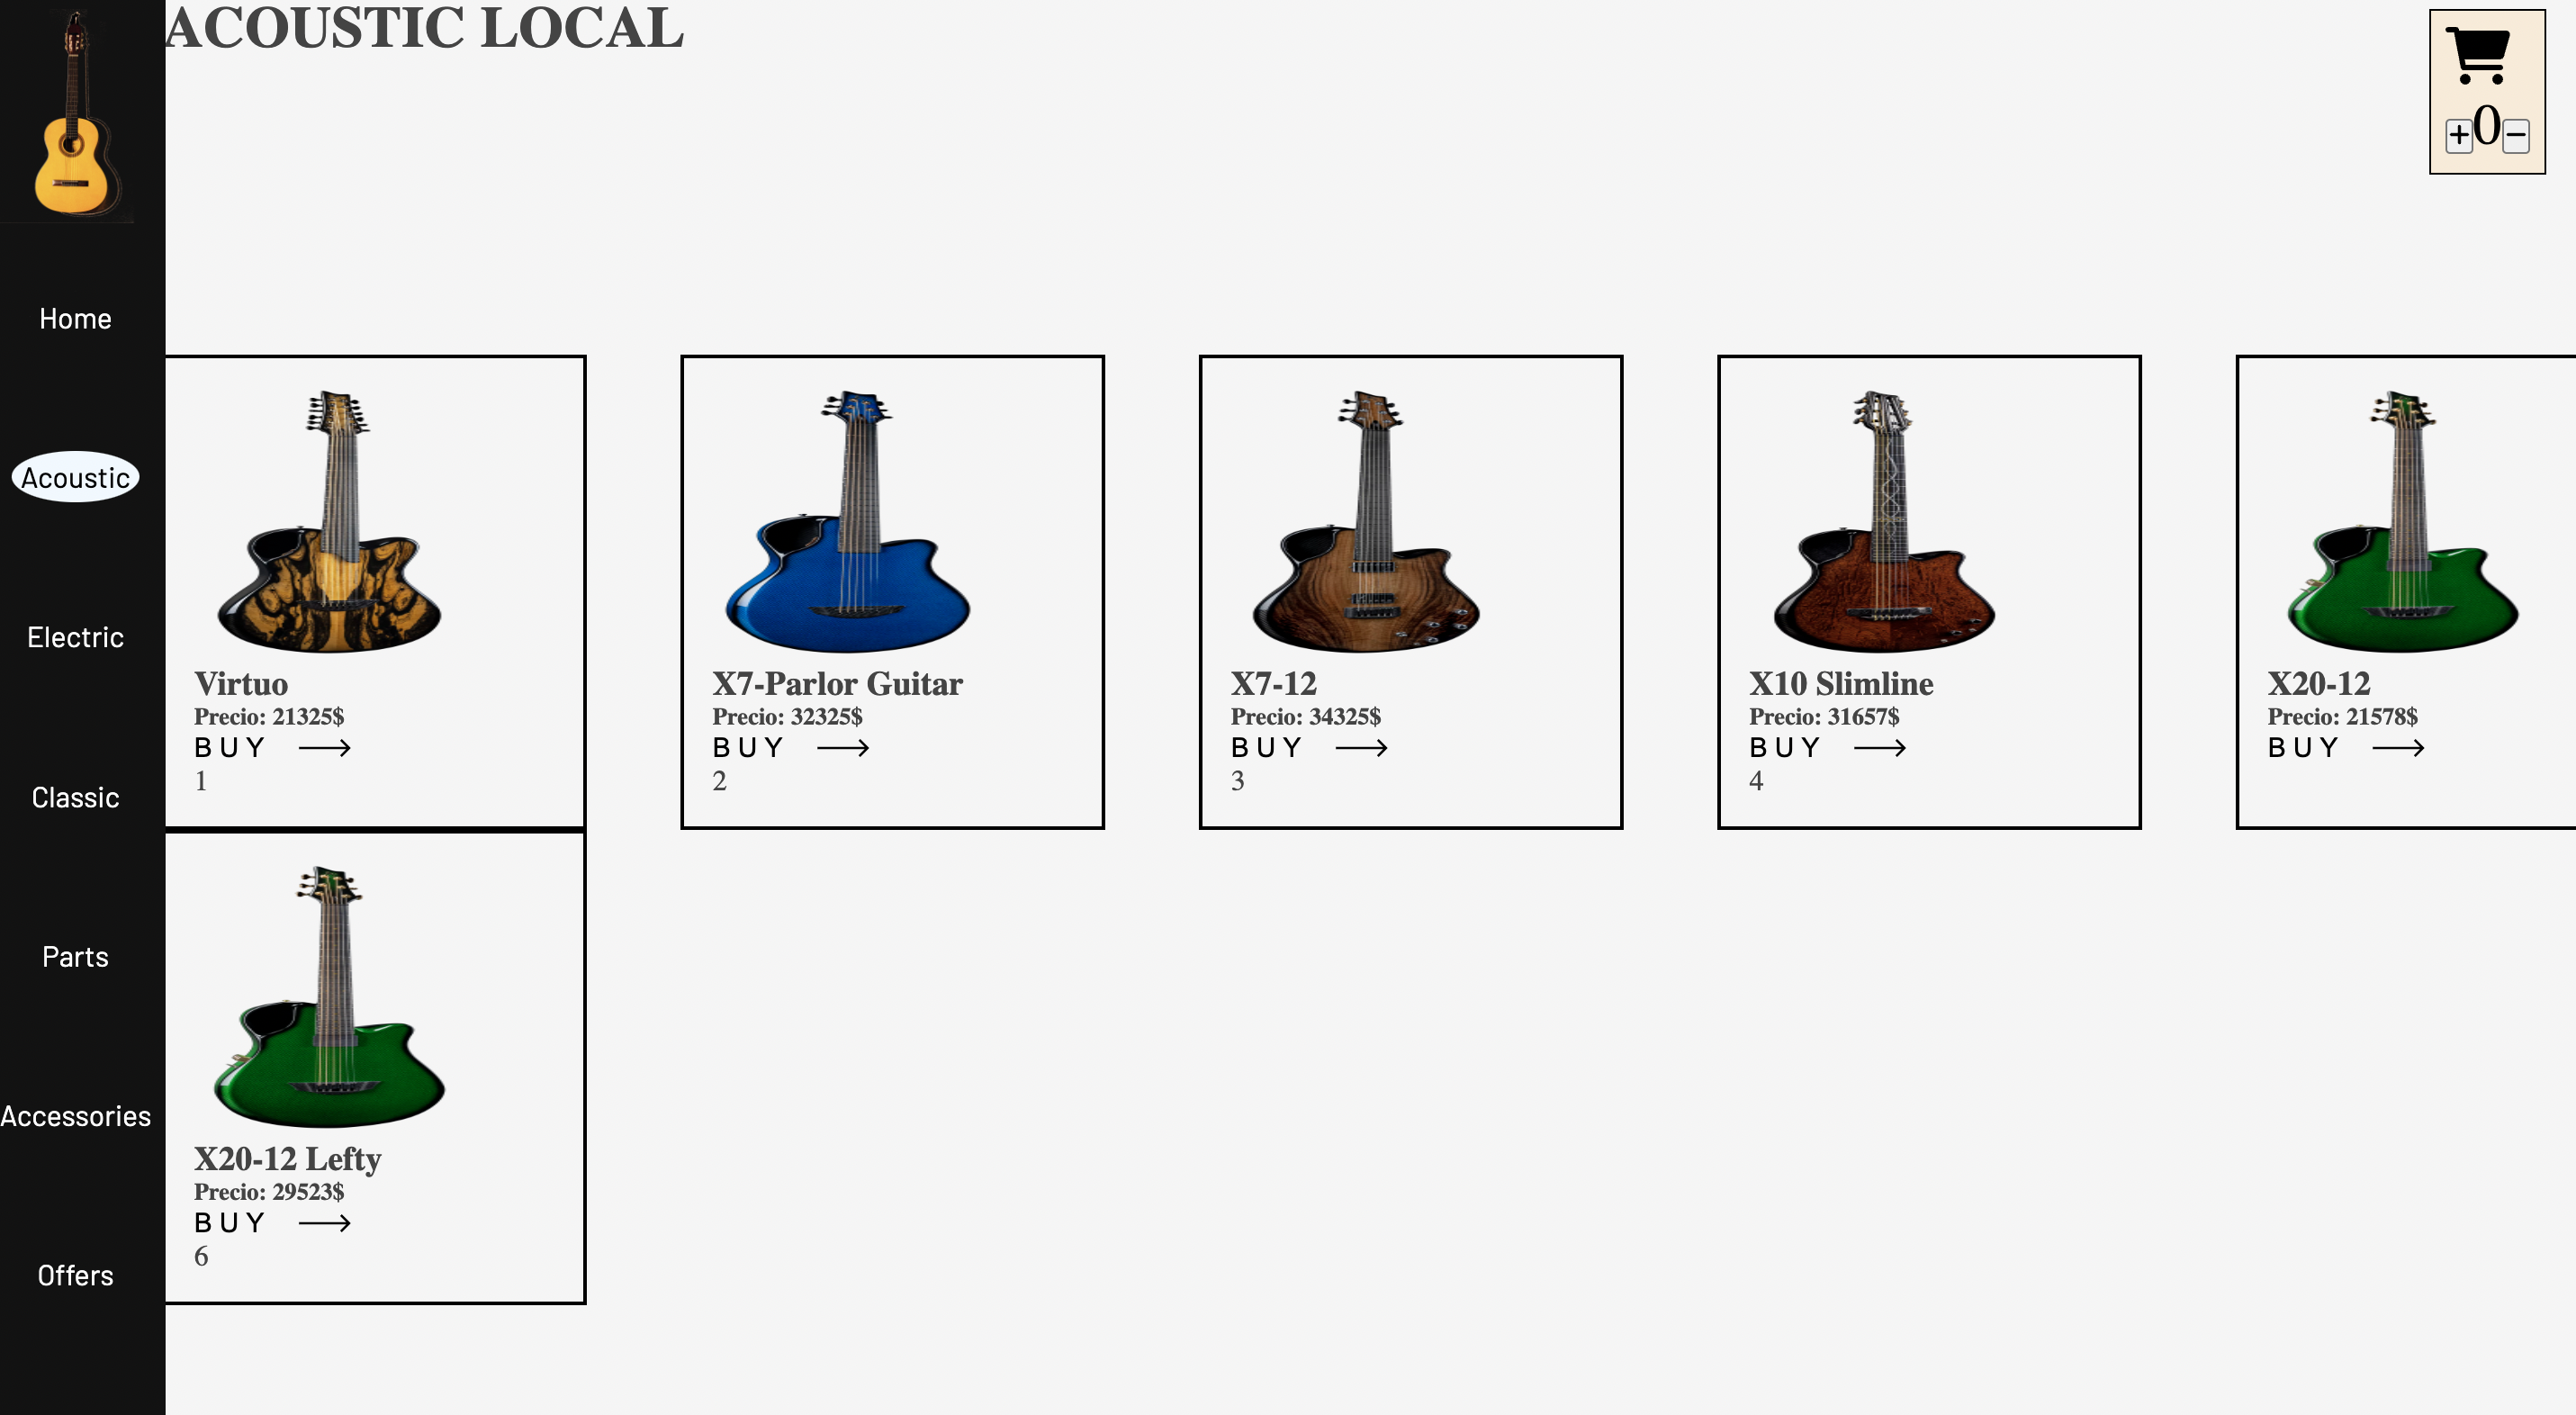 ACOUSTIC LOCAL
+0−
Home
Acoustic
Electric
Classic
Parts
Accessories
Offers
Virtuo
Precio: 21325$
BUY
1
X7-Parlor Guitar
Precio: 32325$
BUY
2
X7-12
Precio: 34325$
BUY
3
X10 Slimline
Precio: 31657$
BUY
4
X20-12
Precio: 21578$
BUY
X20-12 Lefty
Precio: 29523$
BUY
6